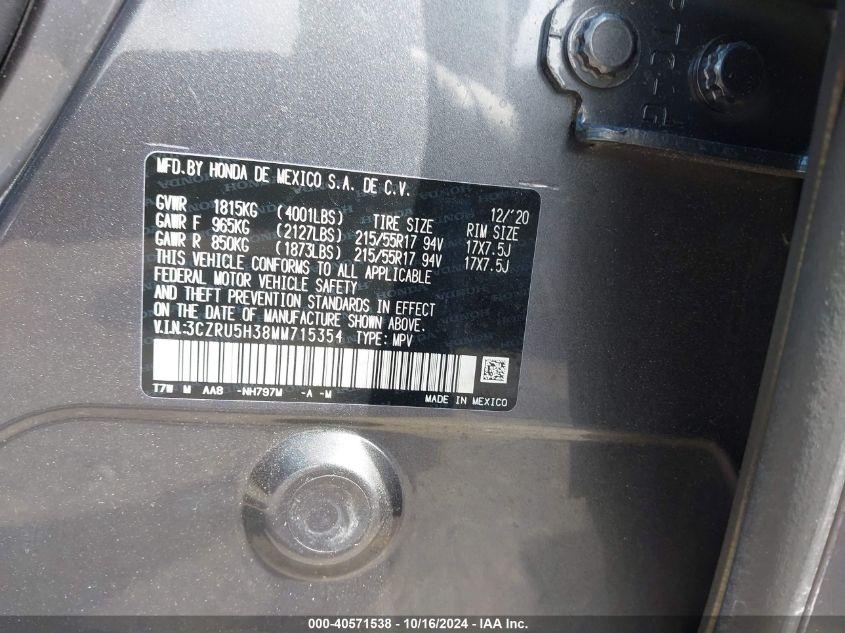 MFD.BY HONDA DE MEXICO S.A. DE C.V.
12/'20
GVWR 1815KG (4001LBS) TIRE SIZE RIM SIZE
GAWR F 965KG (2127LBS) 215/55R17 94V 17X7.5J
GAWR R 850KG (1873LBS) 215/55R17 94V 17X7.5J
THIS VEHICLE CONFORMS TO ALL APPLICABLE
FEDERAL MOTOR VEHICLE SAFETY
AND THEFT PREVENTION STANDARDS IN EFFECT
ON THE DATE OF MANUFACTURE SHOWN ABOVE.
V.I.N.:3CZRU5H38MM715354 TYPE: MPV
T7W M AA8 -NH797M -A -M
MADE IN MEXICO
000-40571538 - 10/16/2024 - IAA Inc.